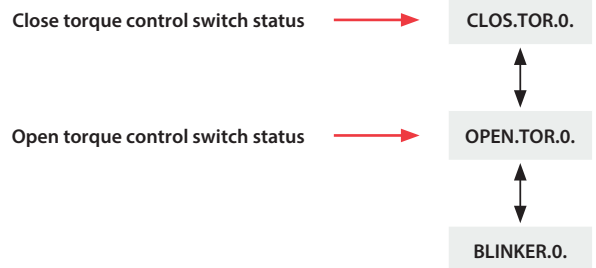 Close torque control switch status CLOS.TOR.0.
Open torque control switch status OPEN.TOR.0.
BLINKER.0.